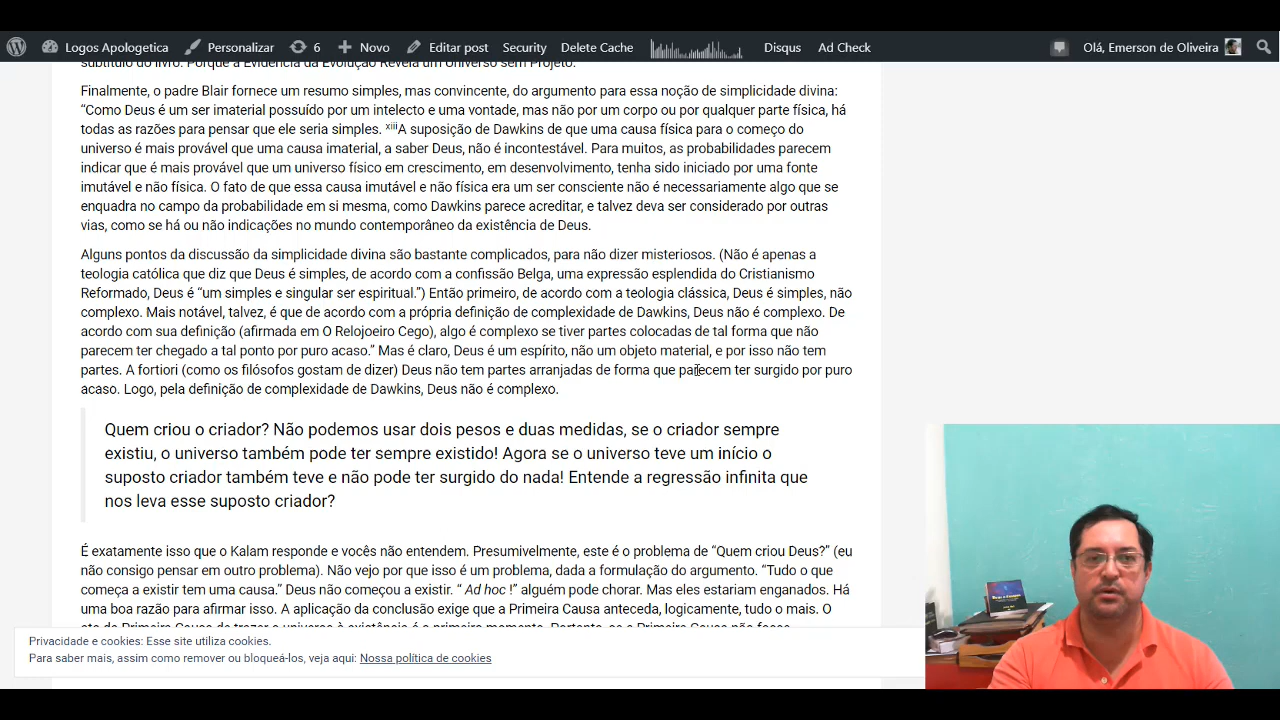 Logos Apologetica Personalizar 6 Novo Editar post Security Delete Cache Disqus Ad Check Olá, Emerson de Oliveira
subtítulo do livro: Porque a Evidência da Evolução Revela um Universo sem Projeto.
Finalmente, o padre Blair fornece um resumo simples, mas convincente, do argumento para essa noção de simplicidade divina:
“Como Deus é um ser imaterial possuído por um intelecto e uma vontade, mas não por um corpo ou por qualquer parte física, há
todas as razões para pensar que ele seria simples. xiiiA suposição de Dawkins de que uma causa física para o começo do
universo é mais provável que uma causa imaterial, a saber Deus, não é incontestável. Para muitos, as probabilidades parecem
indicar que é mais provável que um universo físico em crescimento, em desenvolvimento, tenha sido iniciado por uma fonte
imutável e não física. O fato de que essa causa imutável e não física era um ser consciente não é necessariamente algo que se
enquadra no campo da probabilidade em si mesma, como Dawkins parece acreditar, e talvez deva ser considerado por outras
vias, como se há ou não indicações no mundo contemporâneo da existência de Deus.
Alguns pontos da discussão da simplicidade divina são bastante complicados, para não dizer misteriosos. (Não é apenas a
teologia católica que diz que Deus é simples, de acordo com a confissão Belga, uma expressão esplendida do Cristianismo
Reformado, Deus é “um simples e singular ser espiritual.”) Então primeiro, de acordo com a teologia clássica, Deus é simples, não
complexo. Mais notável, talvez, é que de acordo com a própria definição de complexidade de Dawkins, Deus não é complexo. De
acordo com sua definição (afirmada em O Relojoeiro Cego), algo é complexo se tiver partes colocadas de tal forma que não
parecem ter chegado a tal ponto por puro acaso.” Mas é claro, Deus é um espírito, não um objeto material, e por isso não tem
partes. A fortiori (como os filósofos gostam de dizer) Deus não tem partes arranjadas de forma que parecem ter surgido por puro
acaso. Logo, pela definição de complexidade de Dawkins, Deus não é complexo.
Quem criou o criador? Não podemos usar dois pesos e duas medidas, se o criador sempre
existiu, o universo também pode ter sempre existido! Agora se o universo teve um início o
suposto criador também teve e não pode ter surgido do nada! Entende a regressão infinita que
nos leva esse suposto criador?
É exatamente isso que o Kalam responde e vocês não entendem. Presumivelmente, este é o problema de “Quem criou Deus?” (eu
não consigo pensar em outro problema). Não vejo por que isso é um problema, dada a formulação do argumento. “Tudo o que
começa a existir tem uma causa.” Deus não começou a existir. “ Ad hoc !” alguém pode chorar. Mas eles estariam enganados. Há
uma boa razão para afirmar isso. A aplicação da conclusão exige que a Primeira Causa anteceda, logicamente, tudo o mais. O
Privacidade e cookies: Esse site utiliza cookies.
Para saber mais, assim como remover ou bloqueá-los, veja aqui: Nossa política de cookies